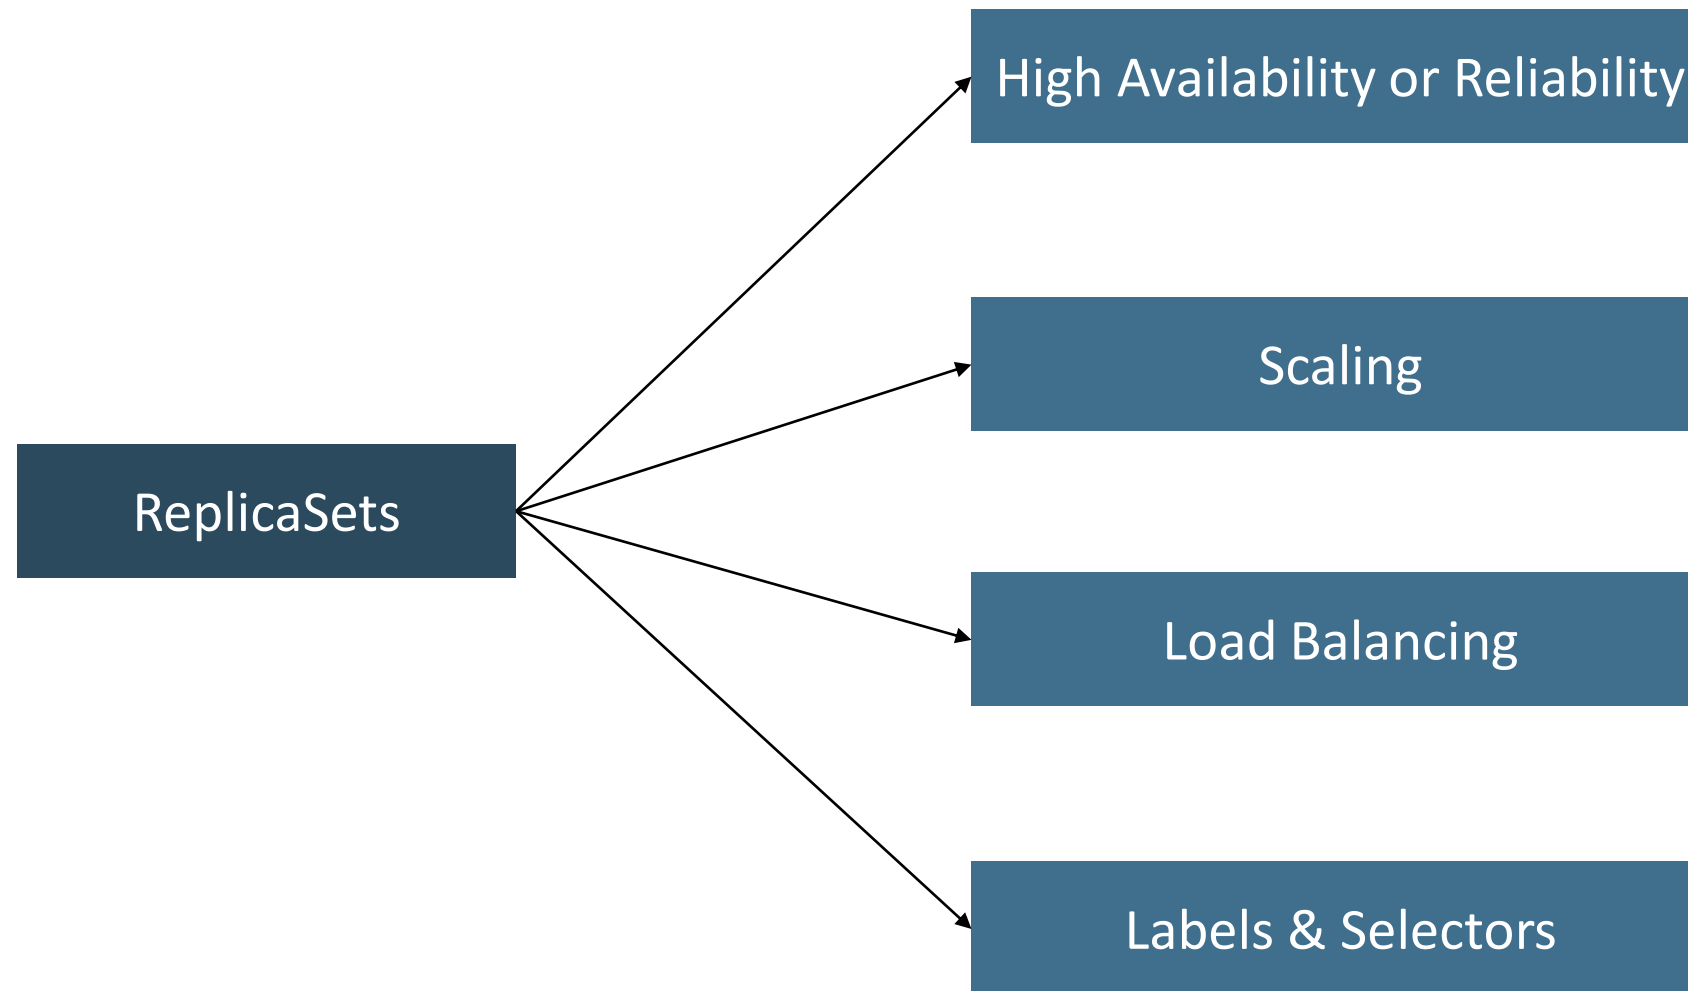 High Availability or Reliability
Scaling
ReplicaSets
Load Balancing
Labels & Selectors